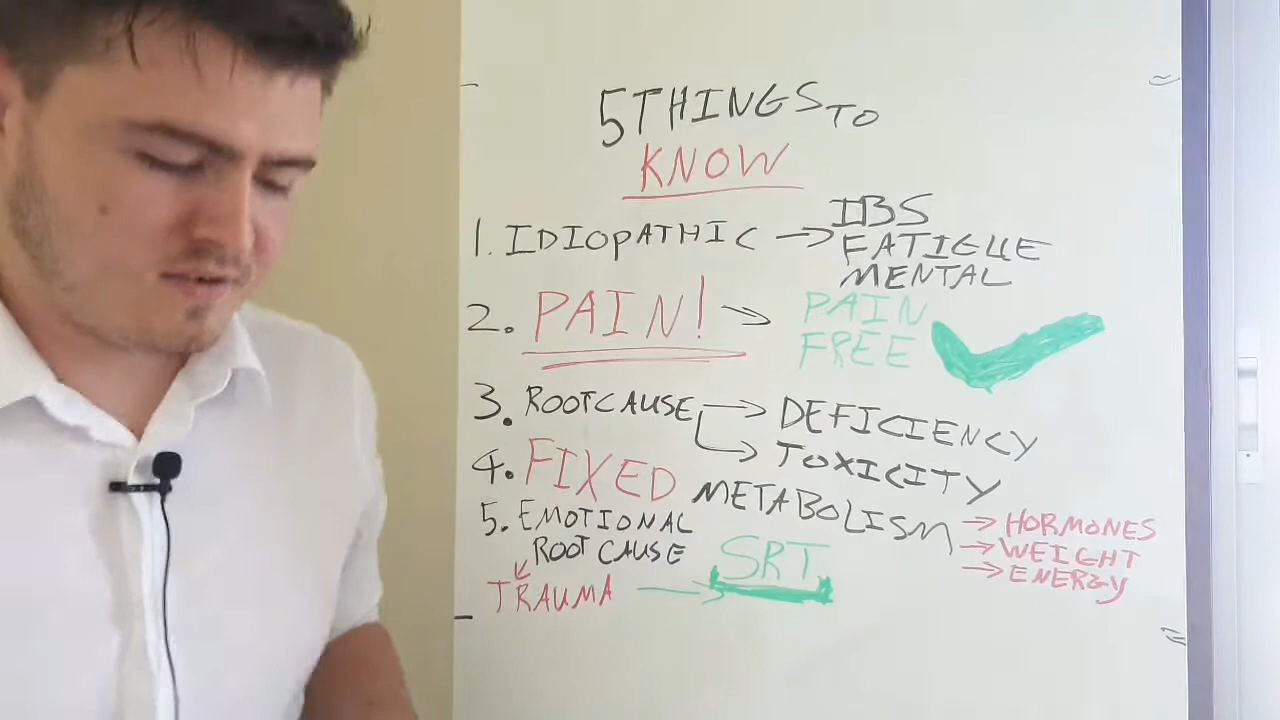 5 THINGS TO
KNOW
1. IDIOPATHIC → IBS
FATIGUE
MENTAL
2. PAIN! → PAIN
FREE
3. ROOT CAUSE → DEFICIENCY
→ TOXICITY
4. FIXED METABOLISM → HORMONES
→ WEIGHT
→ ENERGY
5. EMOTIONAL
ROOT CAUSE
TRAUMA → SRT